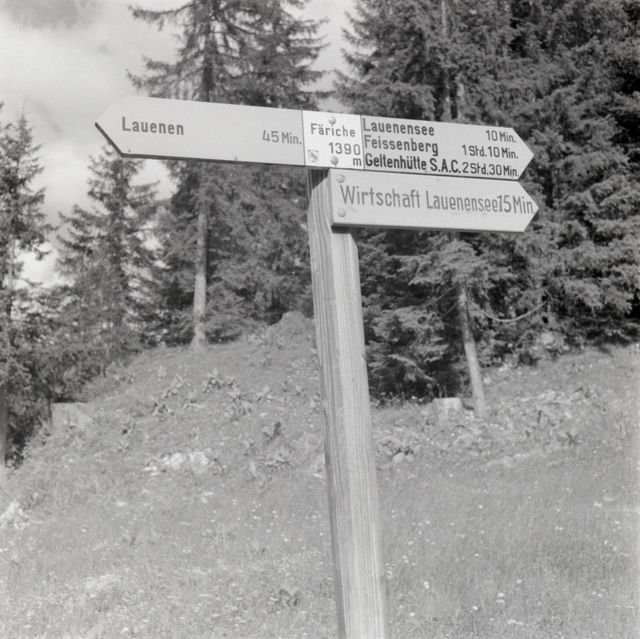 Lauenen 45 Min.
Färiche
1390
m
Lauenensee 10 Min.
Feissenberg 1 Std. 10 Min.
Geltenhütte S.A.C. 2 Std. 30 Min.
Wirtschaft Lauenensee 15 Min